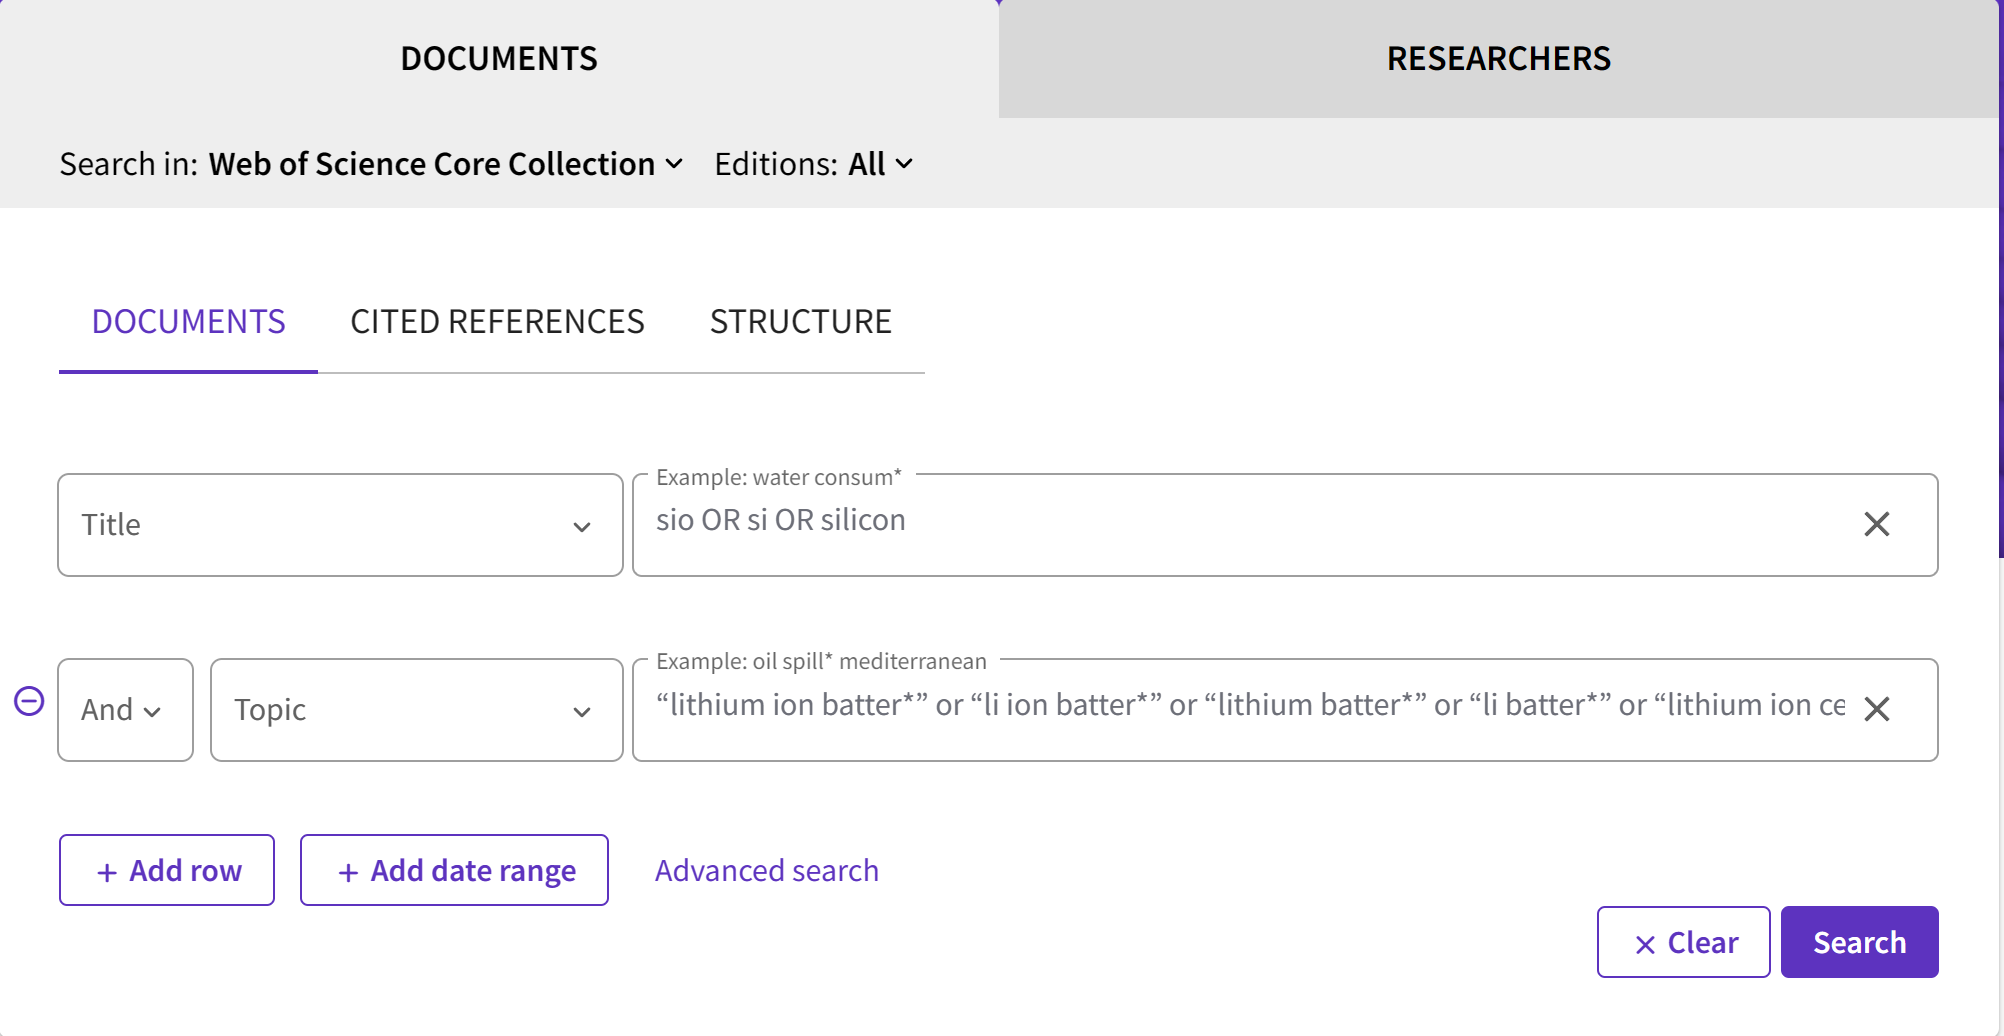 DOCUMENTS RESEARCHERS
Search in: Web of Science Core Collection Editions: All
DOCUMENTS CITED REFERENCES STRUCTURE
Example: water consum*
Title sio OR si OR silicon
Example: oil spill* mediterranean
And Topic “lithium ion batter*” or “li ion batter*” or “lithium batter*” or “li batter*” or “lithium ion ce
+ Add row + Add date range Advanced search
× Clear Search